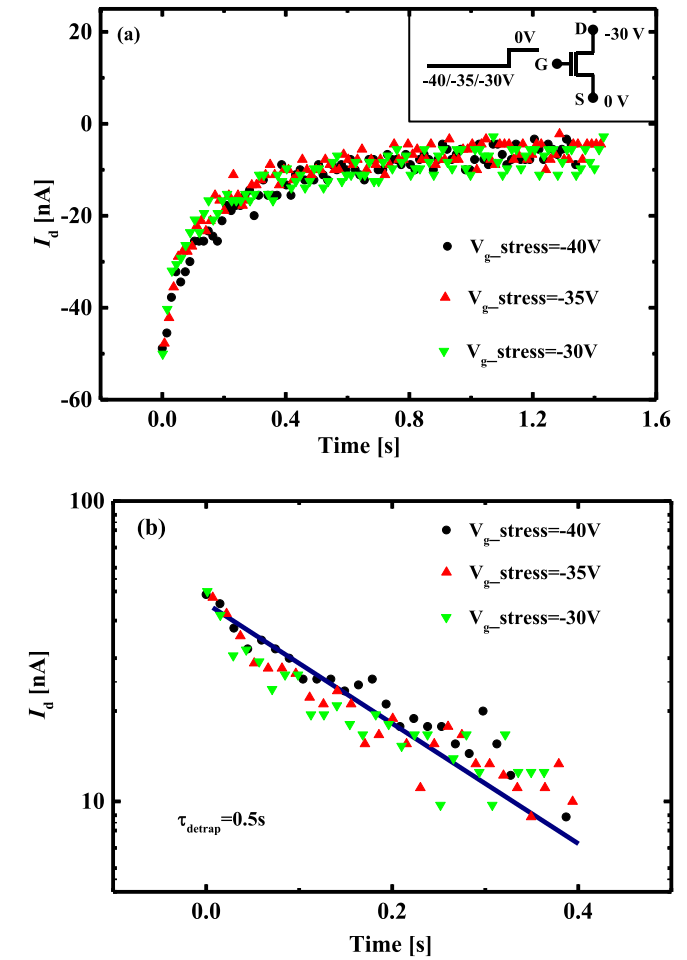 (a)
0V
-40/-35/-30V
G
D
-30 V
S
0 V
20
0
-20
-40
-60
I_d [nA]
V_g_stress=-40V
V_g_stress=-35V
V_g_stress=-30V
0.0 0.4 0.8 1.2 1.6
Time [s]
(b)
100
10
I_d [nA]
V_g_stress=-40V
V_g_stress=-35V
V_g_stress=-30V
τ_detrap=0.5s
0.0 0.2 0.4
Time [s]